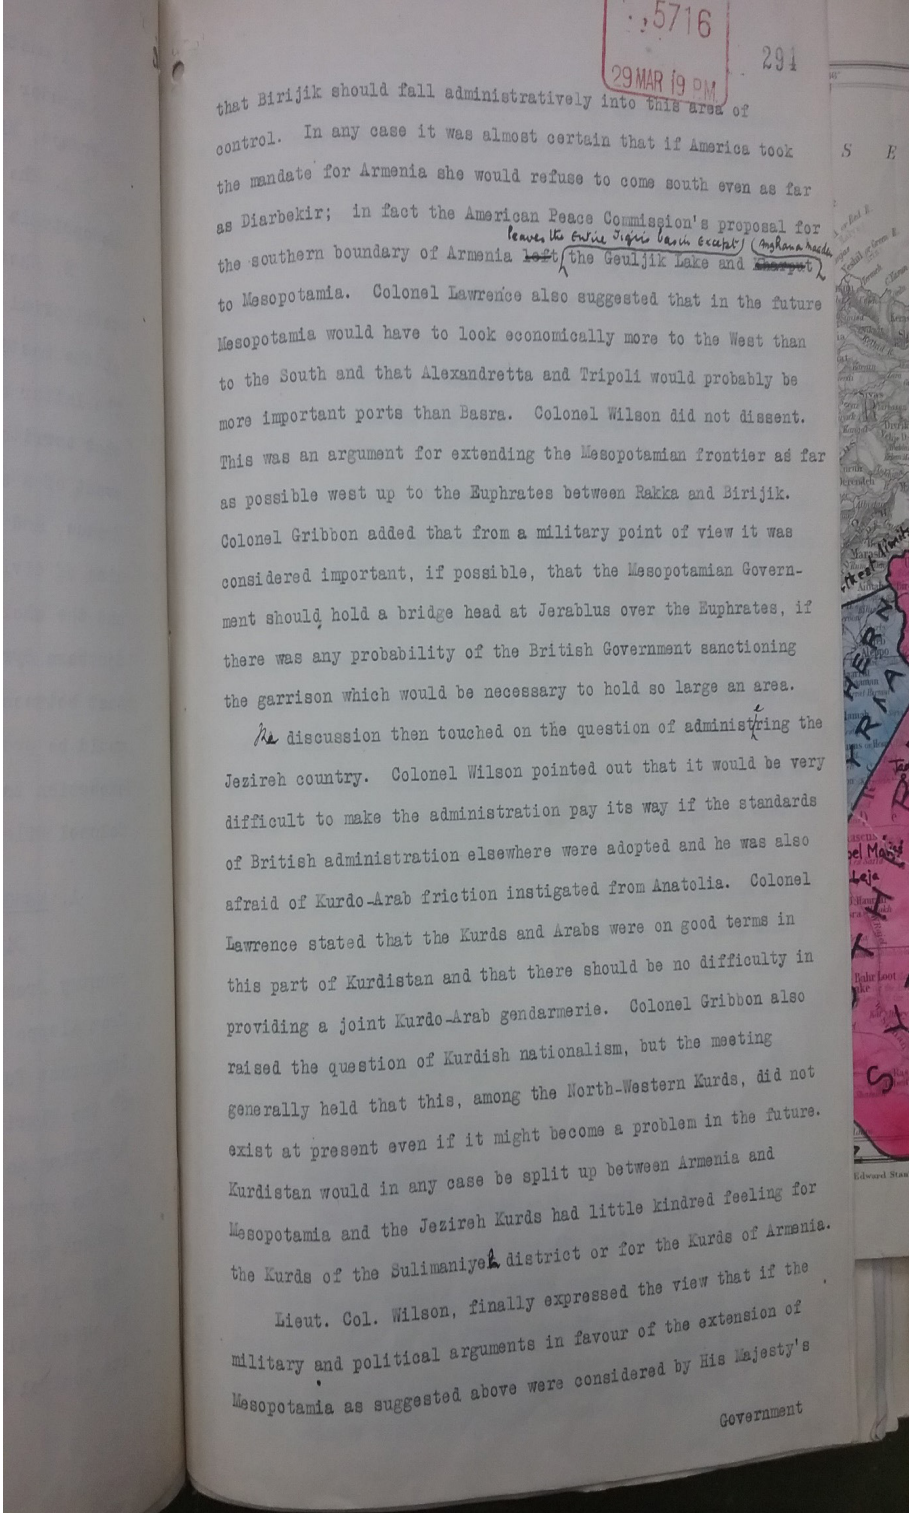 5716
29 MAR 19 PM
291
that Birijik should fall administratively into this area of
control. In any case it was almost certain that if America took
the mandate for Armenia she would refuse to come south even as far
as Diarbekir; in fact the American Peace Commission's proposal for
leaves the entire Tigris basin except (Arghana Maaden
the southern boundary of Armenia left the Geuljik Lake and Kharput
to Mesopotamia. Colonel Lawrence also suggested that in the future
Mesopotamia would have to look economically more to the West than
to the South and that Alexandretta and Tripoli would probably be
more important ports than Basra. Colonel Wilson did not dissent.
This was an argument for extending the Mesopotamian frontier as far
as possible west up to the Euphrates between Rakka and Birijik.
Colonel Gribbon added that from a military point of view it was
considered important, if possible, that the Mesopotamian Govern-
ment should hold a bridge head at Jerablus over the Euphrates, if
there was any probability of the British Government sanctioning
the garrison which would be necessary to hold so large an area.
The discussion then touched on the question of administering the
Jezireh country. Colonel Wilson pointed out that it would be very
difficult to make the administration pay its way if the standards
of British administration elsewhere were adopted and he was also
afraid of Kurdo-Arab friction instigated from Anatolia. Colonel
Lawrence stated that the Kurds and Arabs were on good terms in
this part of Kurdistan and that there should be no difficulty in
providing a joint Kurdo-Arab gendarmerie. Colonel Gribbon also
raised the question of Kurdish nationalism, but the meeting
generally held that this, among the North-Western Kurds, did not
exist at present even if it might become a problem in the future.
Kurdistan would in any case be split up between Armenia and
Mesopotamia and the Jezireh Kurds had little kindred feeling for
the Kurds of the Sulimaniyeh district or for the Kurds of Armenia.
Lieut. Col. Wilson, finally expressed the view that if the
military and political arguments in favour of the extension of
Mesopotamia as suggested above were considered by His Majesty's
Government
S E
HERN
Aleppo
Leja
Edward Stan